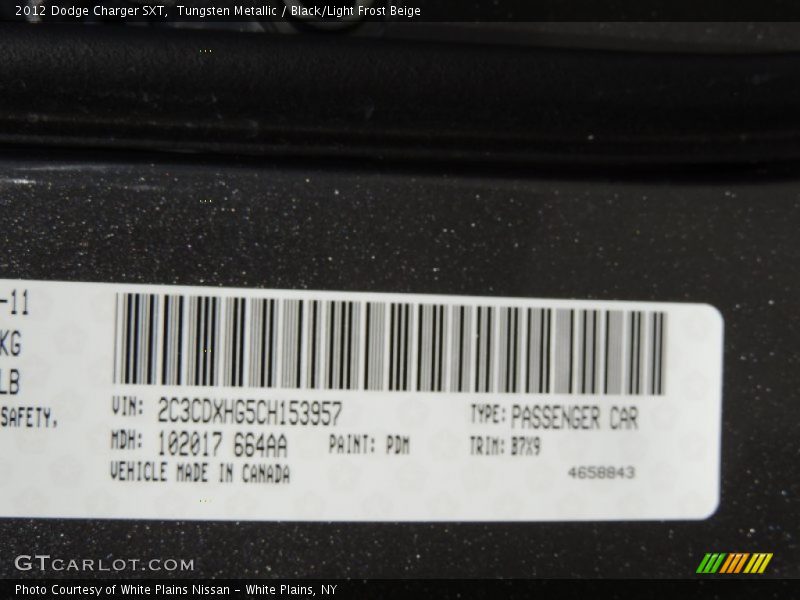 2012 Dodge Charger SXT,  Tungsten Metallic / Black/Light Frost Beige
-11
KG
LB
SAFETY,
VIN: 2C3CDXHG5CH153957 TYPE: PASSENGER CAR
MDH: 102017 664AA PAINT: PDM TRIM: B7X9
VEHICLE MADE IN CANADA 4658843
GTCARLOT.COM
Photo Courtesy of White Plains Nissan - White Plains, NY